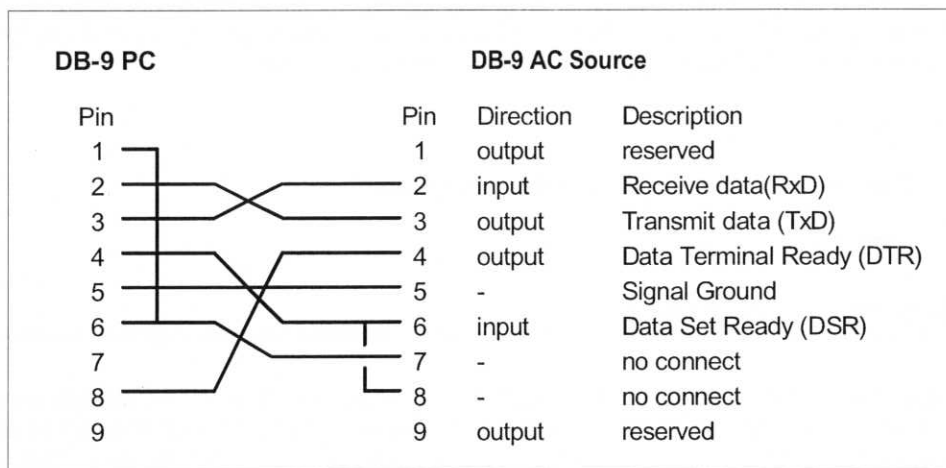 DB-9 PC DB-9 AC Source
Pin Pin Direction Description
1 1 output reserved
2 2 input Receive data(RxD)
3 3 output Transmit data (TxD)
4 4 output Data Terminal Ready (DTR)
5 5 - Signal Ground
6 6 input Data Set Ready (DSR)
7 7 - no connect
8 8 - no connect
9 9 output reserved